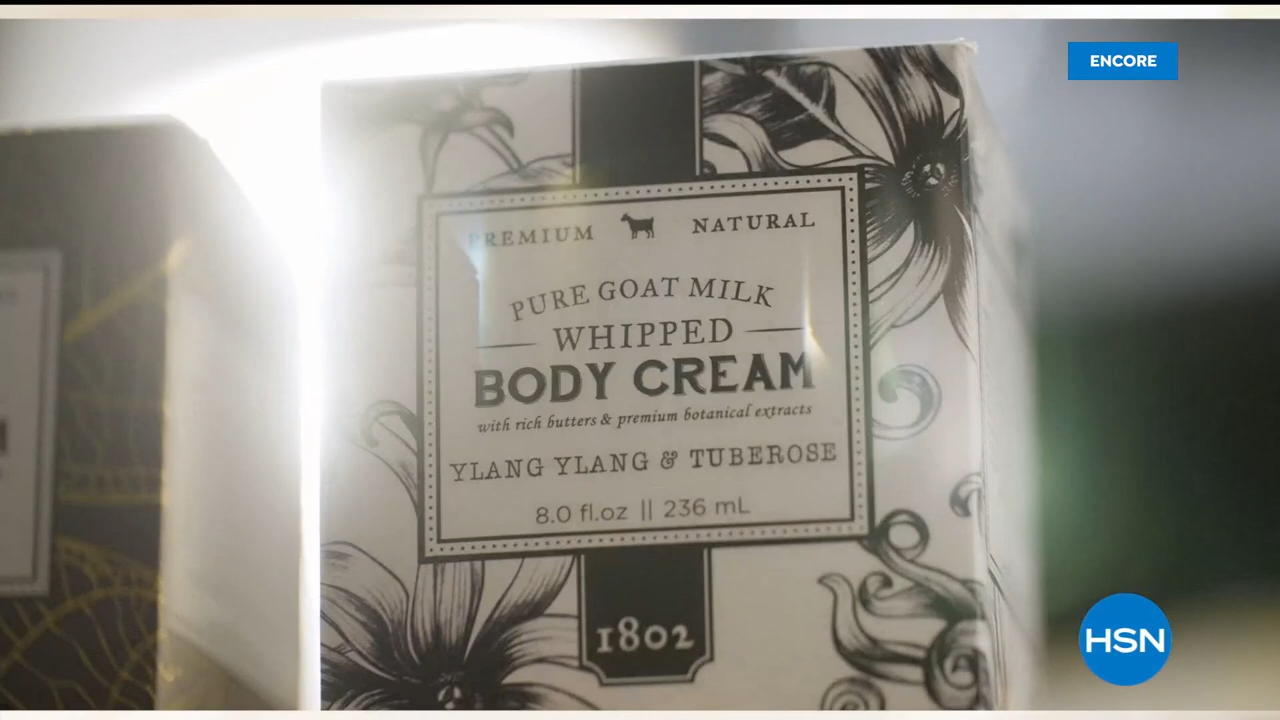 ENCORE
PREMIUM NATURAL
PURE GOAT MILK
WHIPPED
BODY CREAM
with rich butters & premium botanical extracts
YLANG YLANG & TUBEROSE
8.0 fl.oz || 236 mL
1802
HSN